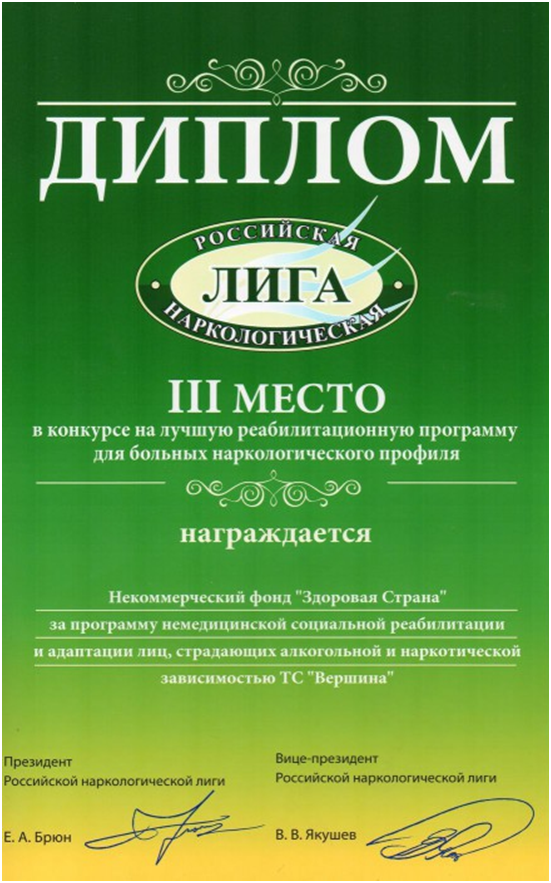 ДИПЛОМ
РОССИЙСКАЯ
ЛИГА
НАРКОЛОГИЧЕСКАЯ
III МЕСТО
в конкурсе на лучшую реабилитационную программу
для больных наркологического профиля
награждается
Некоммерческий фонд "Здоровая Страна"
за программу немедицинской социальной реабилитации
и адаптации лиц, страдающих алкогольной и наркотической
зависимостью ТС "Вершина"
Президент
Российской наркологической лиги
Е. А. Брюн
Вице-президент
Российской наркологической лиги
В. В. Якушев